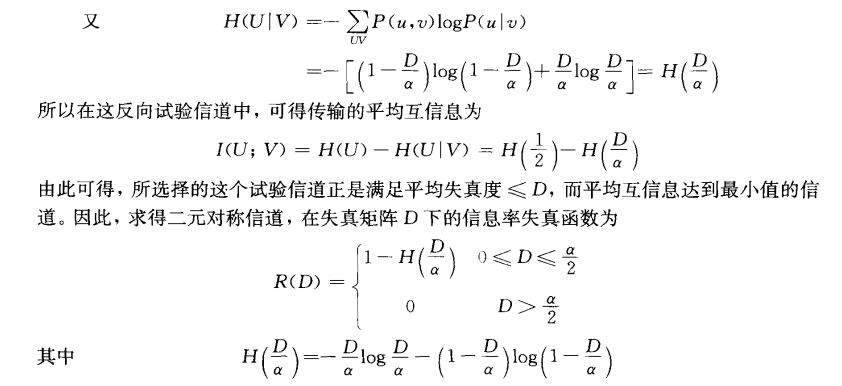 又 H(U|V) =− ∑_{UV} P(u,v)logP(u|v)
=−[(1−D/α)log(1−D/α)+D/α log D/α]= H(D/α)
所以在这反向试验信道中，可得传输的平均互信息为
I(U; V) = H(U)−H(U|V) = H(1/2)−H(D/α)
由此可得，所选择的这个试验信道正是满足平均失真度 ≤D，而平均互信息达到最小值的信
道。因此，求得二元对称信道，在失真矩阵 D 下的信息率失真函数为
R(D) = { 1−H(D/α) 0≤D≤α/2
0 D>α/2
其中 H(D/α)=−D/α log D/α −(1−D/α)log(1−D/α)